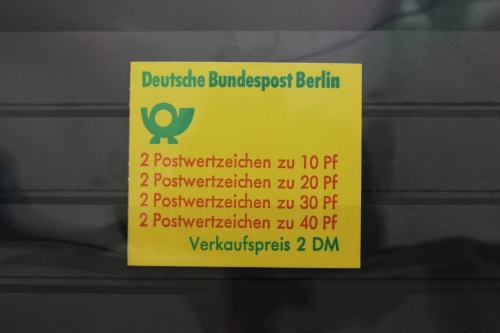 Deutsche Bundespost Berlin
2 Postwertzeichen zu 10 Pf
2 Postwertzeichen zu 20 Pf
2 Postwertzeichen zu 30 Pf
2 Postwertzeichen zu 40 Pf
Verkaufspreis 2 DM